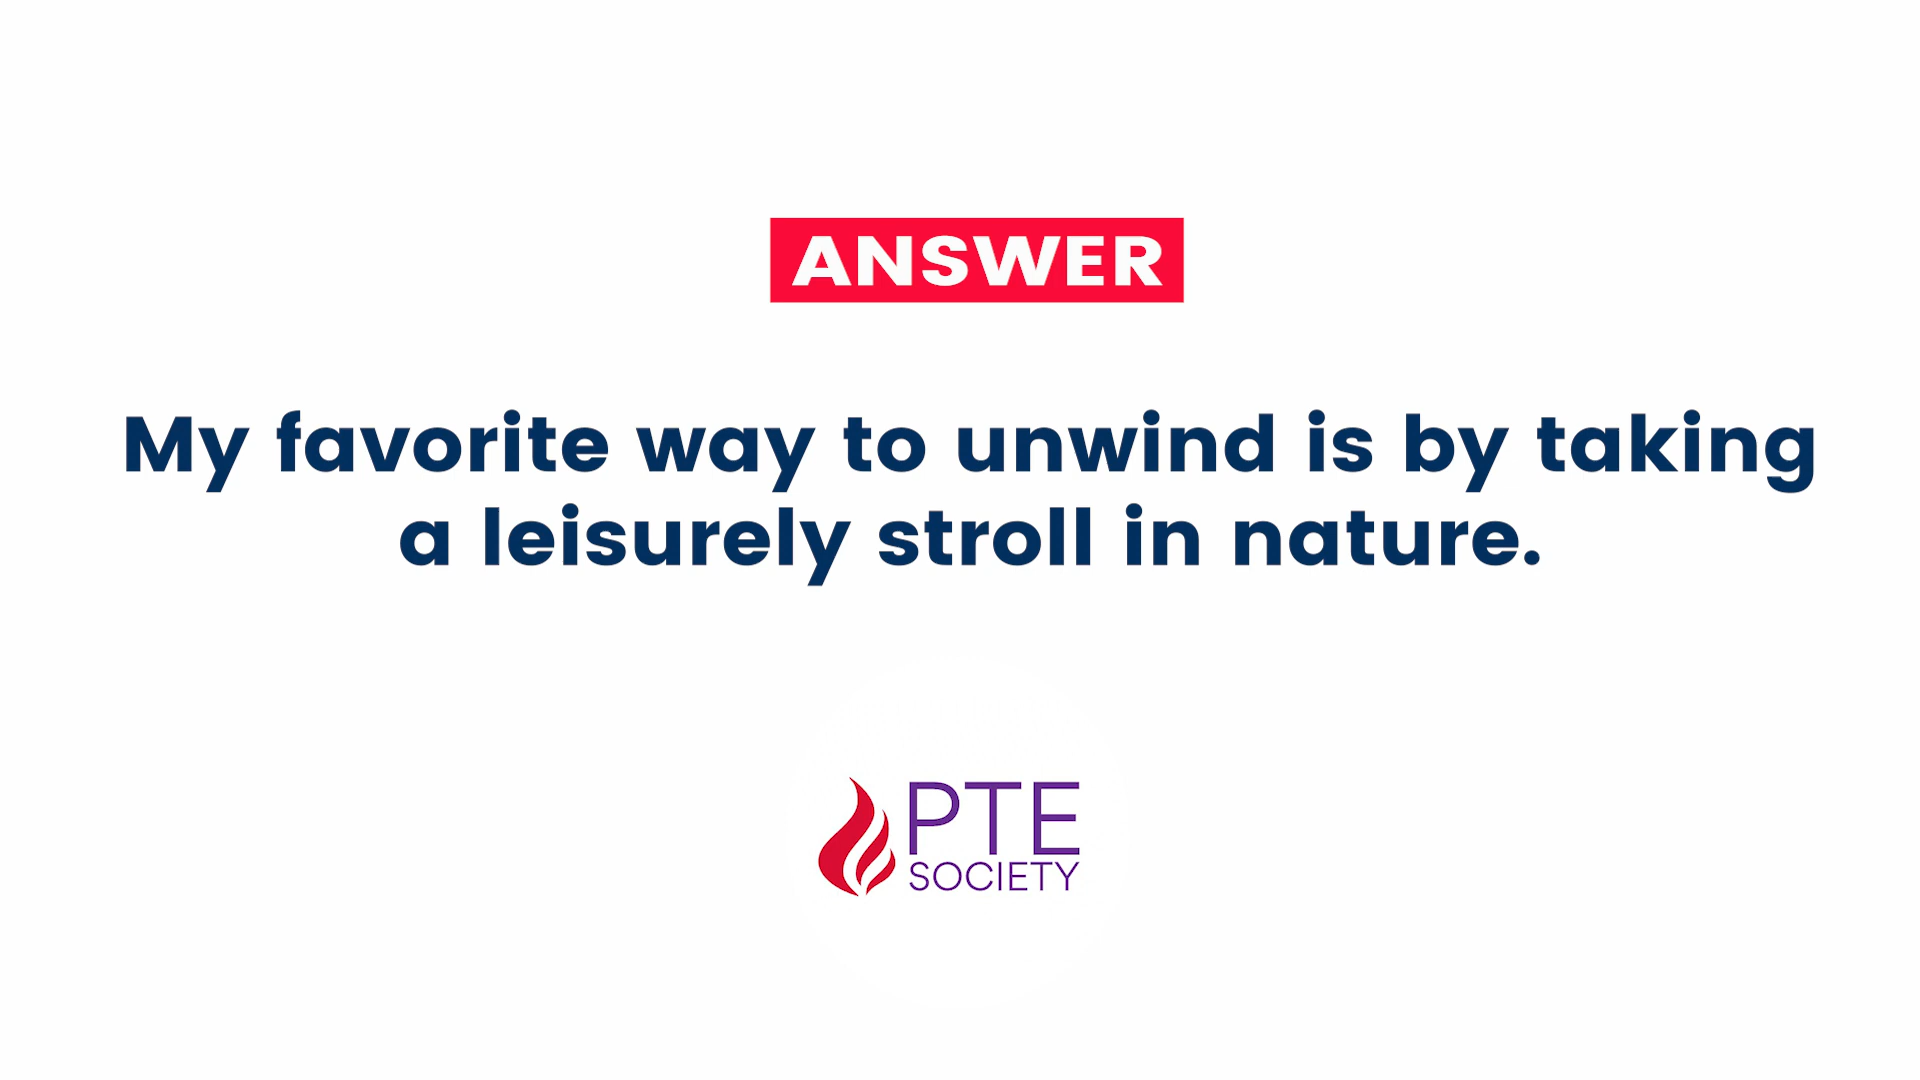 ANSWER
My favorite way to unwind is by taking
a leisurely stroll in nature.
PTE
SOCIETY